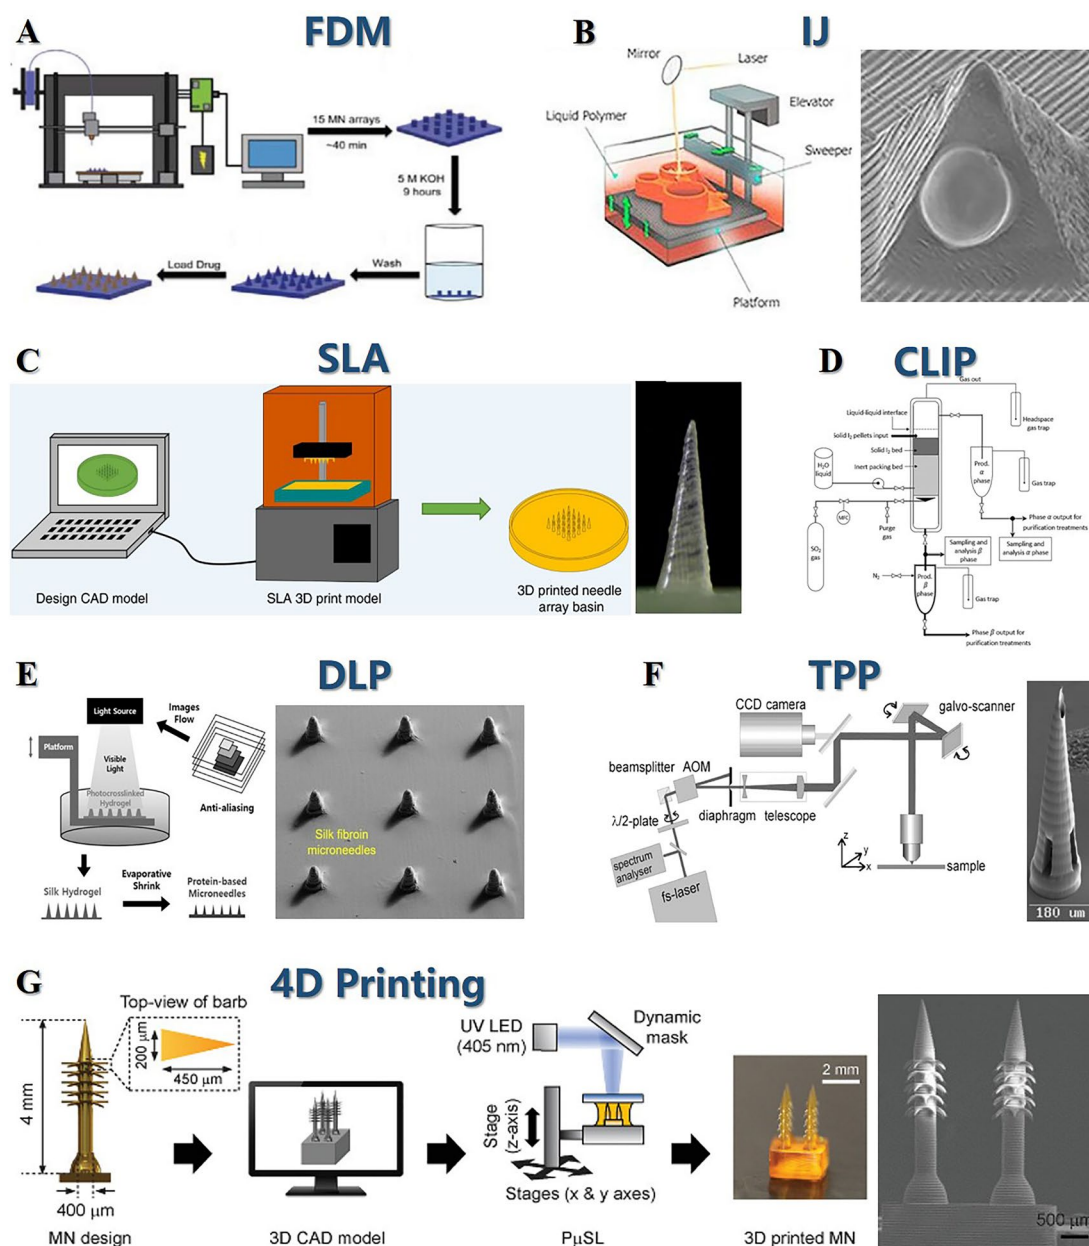 A
FDM
15 MN arrays
~40 min
5 M KOH
9 hours
Wash
Load Drug
B
IJ
Mirror
Laser
Elevator
Liquid Polymer
Sweeper
Platform
C
SLA
Design CAD model
SLA 3D print model
3D printed needle
array basin
D
CLIP
Gas out
Liquid-liquid interface
Solid I₂ pellets input
Solid I₂ bed
Inert packing bed
H₂O
liquid
Headspace
gas trap
Prod.
α
phase
Gas trap
MFC
Purge
gas
SO₂
gas
Phase α output for
purification treatments
Sampling and
analysis β
phase
Sampling and
analysis α phase
N₂
Prod.
β
phase
Gas trap
Phase β output for
purification treatments
E
DLP
Light Source
Images
Flow
Platform
Visible
Light
Photocrosslinked
Hydrogel
Anti-aliasing
Silk Hydrogel
Evaporative
Shrink
Protein-based
Microneedles
Silk fibroin
microneedles
F
TPP
CCD camera
galvo-scanner
beamsplitter
AOM
λ/2-plate
diaphragm
telescope
spectrum
analyser
fs-laser
z
y
x
sample
180 um
G
4D Printing
Top-view of barb
200 μm
450 μm
4 mm
400 μm
MN design
3D CAD model
UV LED
(405 nm)
Dynamic
mask
Stage
(z-axis)
Stages (x & y axes)
PμSL
2 mm
3D printed MN
500 μm